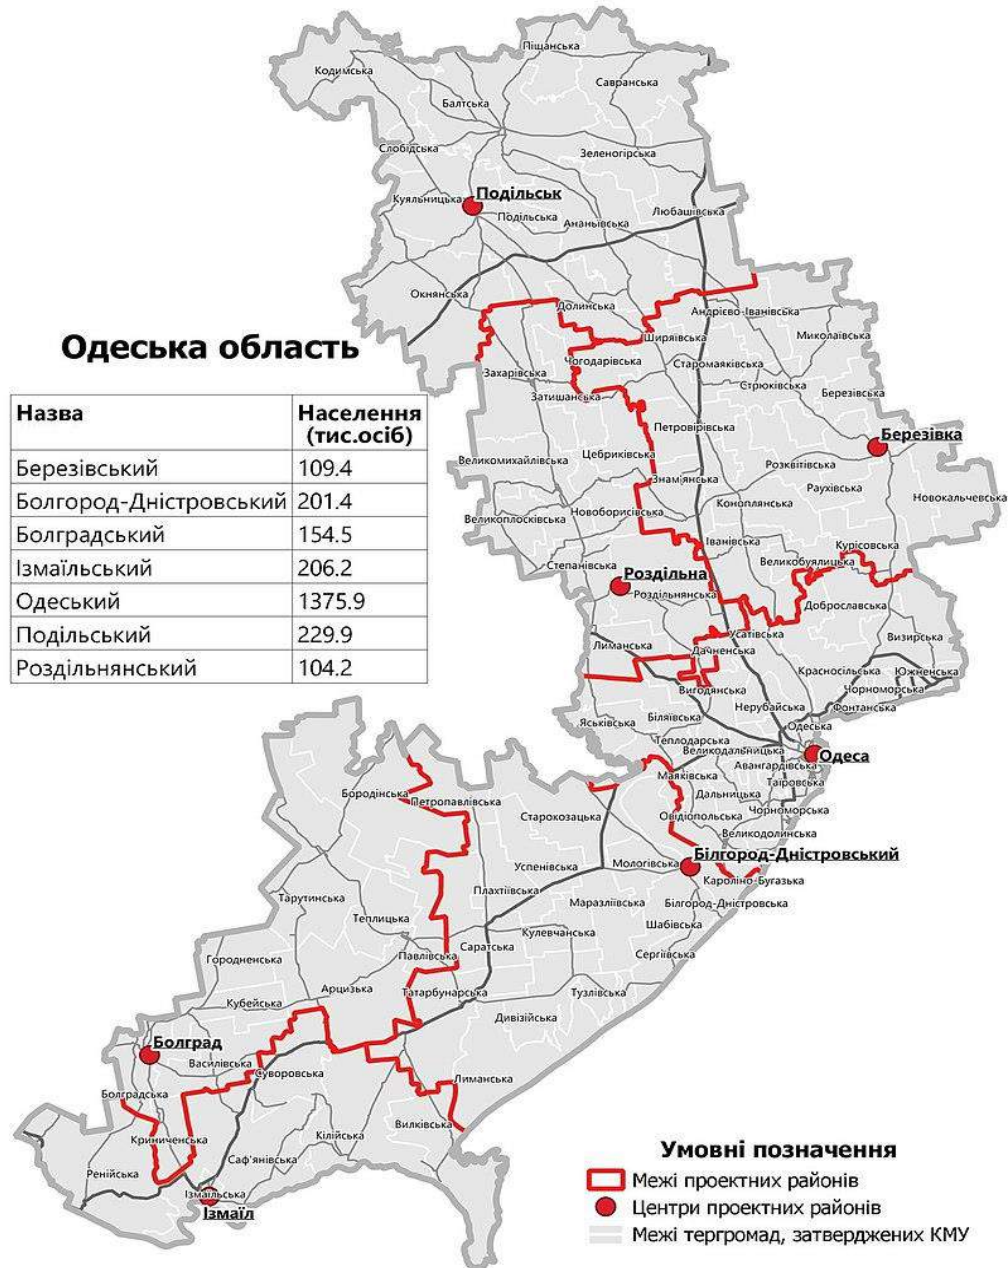 Одеська область
Назва Населення (тис.осіб)
Березівський 109.4
Болгород-Дністровський 201.4
Болградський 154.5
Ізмаїльський 206.2
Одеський 1375.9
Подільський 229.9
Роздільнянський 104.2
Піщанська
Кодимська
Савранська
Балтська
Слобідська
Зеленогірська
Подільськ
Куяльницька
Подільська
Ананьївська
Любашівська
Окнянська
Долинська
Андрієво-Іванівська
Миколаївська
Ширяївська
Чогодарівська
Захарівська
Старомаяківська
Стрюківська
Березівська
Затишанська
Петровірівська
Березівка
Великомихайлівська
Цебриківська
Розквітівська
Знам'янська
Раухівська
Новокальчевська
Коноплянська
Новоборисівська
Великоплосківська
Іванівська
Курісовська
Степанівська
Великобуялицька
Роздільна
Роздільнянська
Доброславська
Усатівська
Визирська
Лиманська
Даченська
Красносільська
Южненська
Вигодянська
Чорноморська
Нерубайська
Фонтанська
Яськівська
Біляївська
Одеська
Теплодарська
Великодальницька
Одеса
Авангардівська
Маяківська
Таїровська
Дальницька
Бородінська
Петропавлівська
Чорноморська
Старокозацька
Овідіопольська
Великодолинська
Білгород-Дністровський
Мологівська
Успенівська
Кароліно-Бугазька
Плахтіївська
Тарутинська
Маразліївська
Білгород-Дністровська
Теплицька
Шабівська
Кулевчанська
Саратська
Павлівська
Сергіївська
Городненська
Арцизька
Татарбунарська
Тузлівська
Кубейська
Дивізійська
Болград
Василівська
Суворовська
Лиманська
Болградська
Вилківська
Криниченська
Кілійська
Саф'янівська
Ренійська
Ізмаїльська
Ізмаїл
Умовні позначення
Межі проектних районів
Центри проектних районів
Межі тергромад, затверджених КМУ